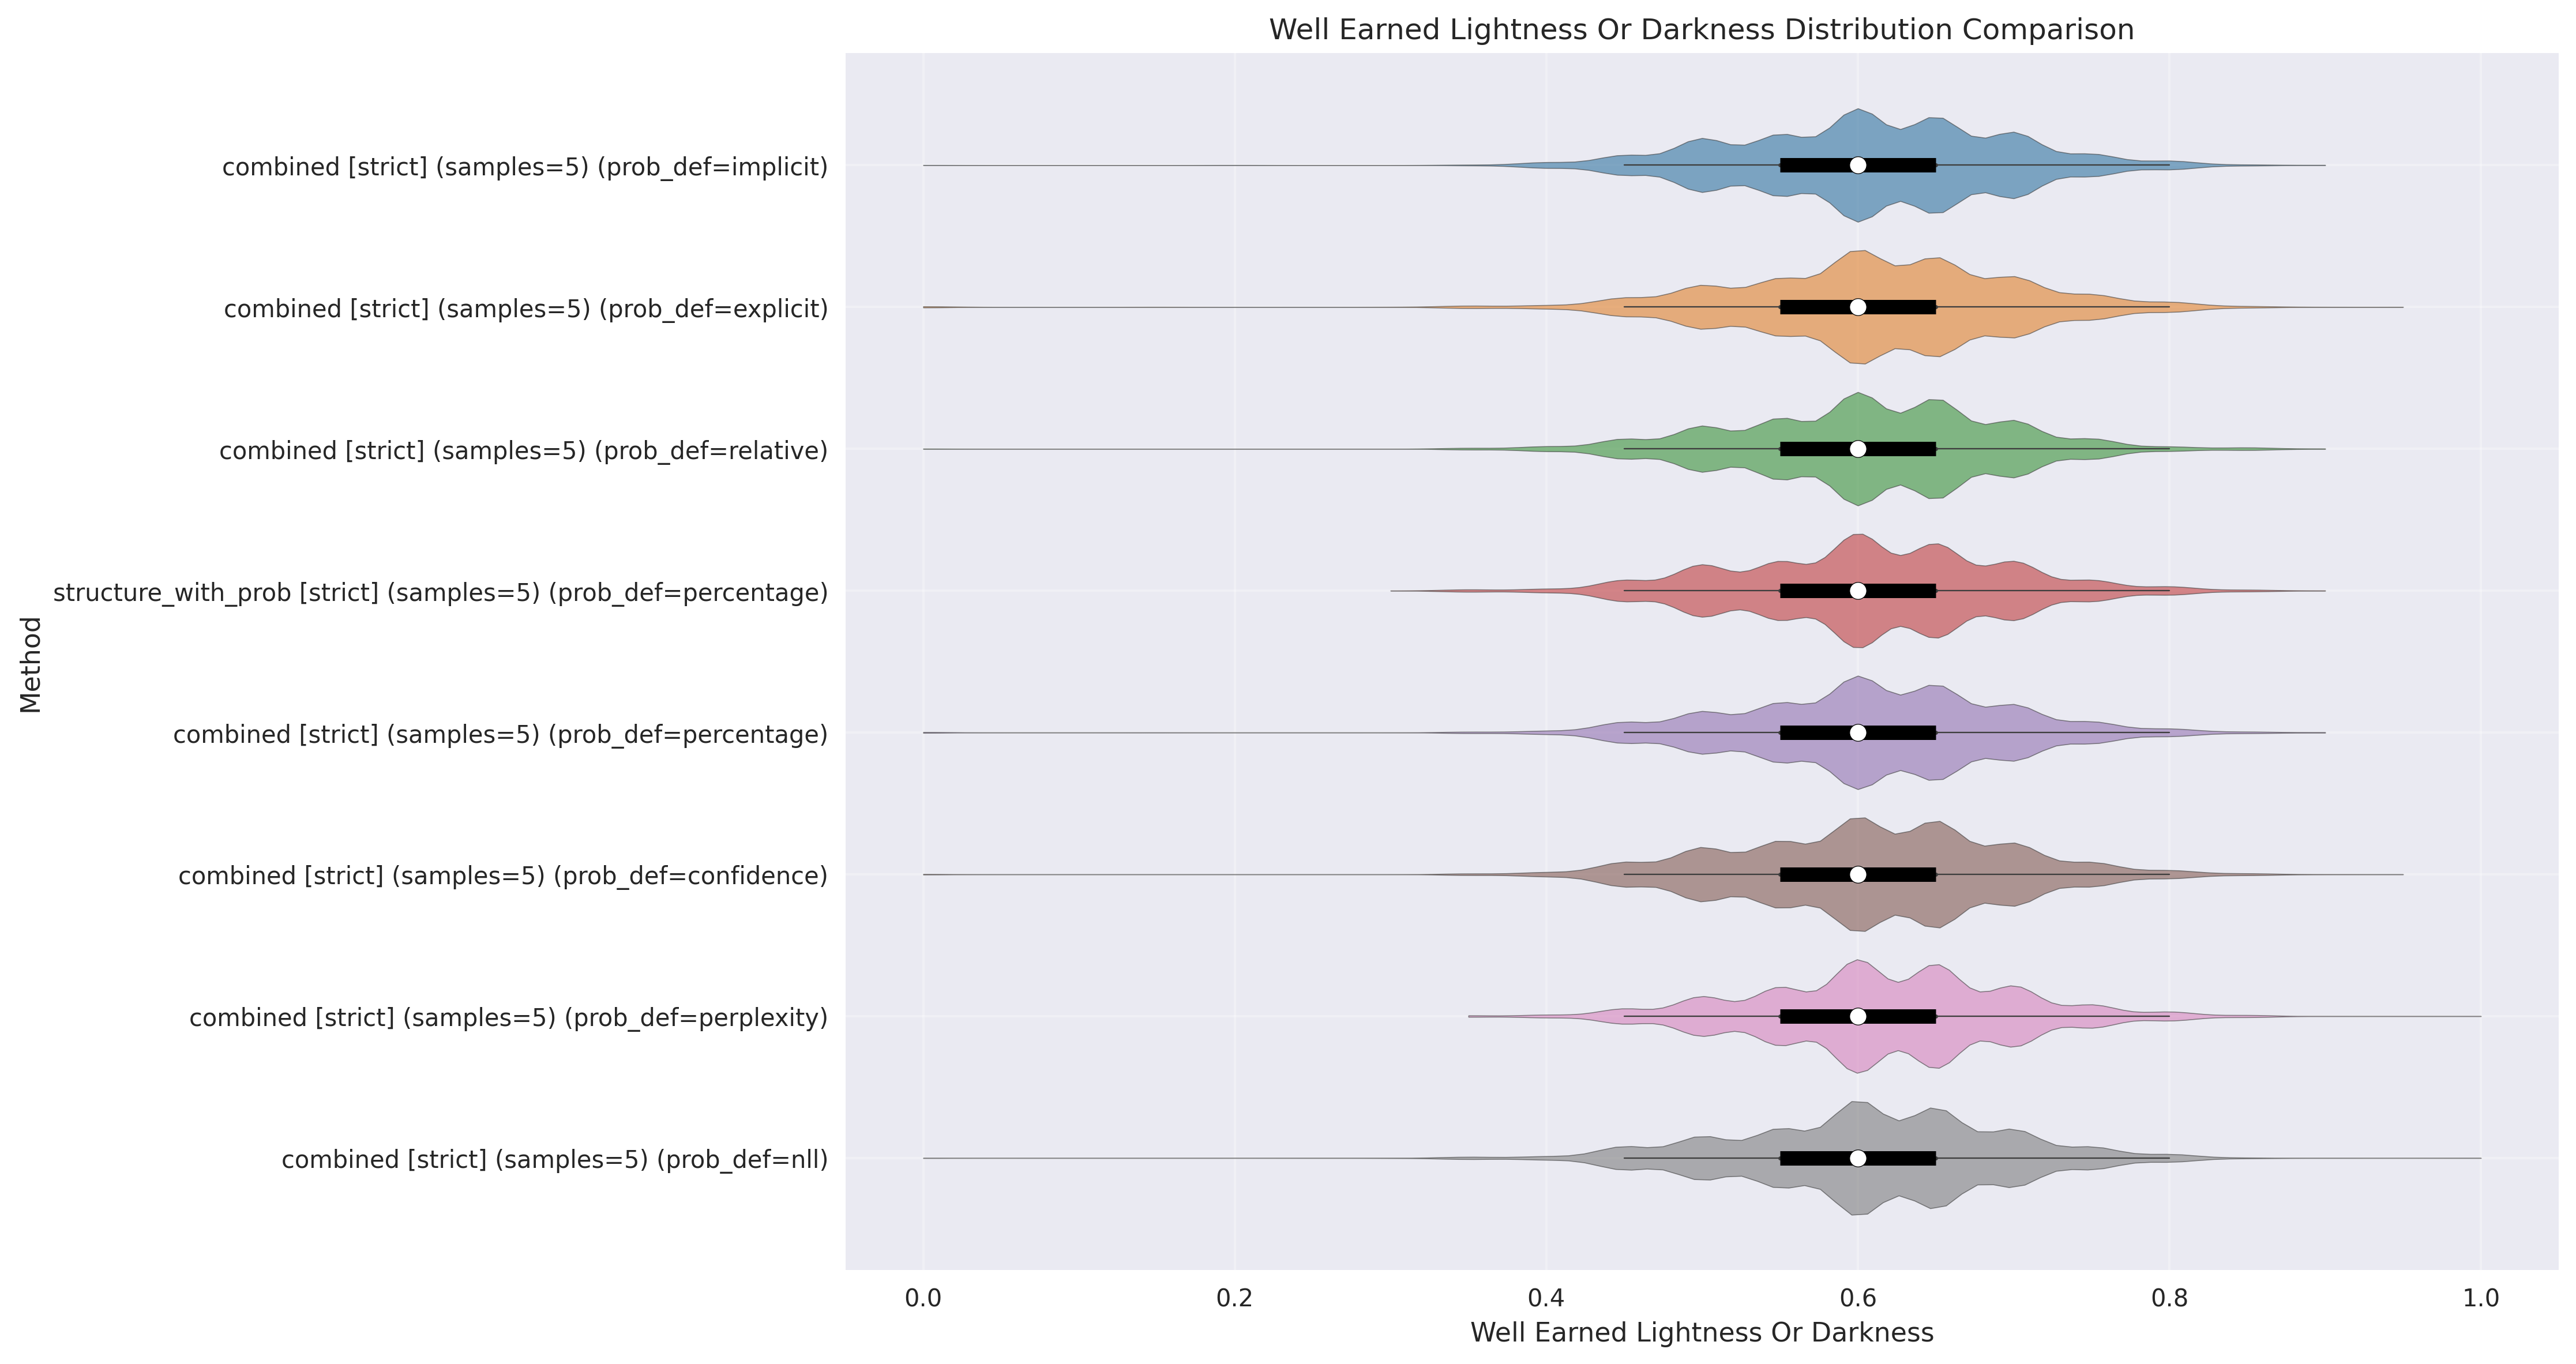 Well Earned Lightness Or Darkness Distribution Comparison
Method
combined [strict] (samples=5) (prob_def=implicit)
combined [strict] (samples=5) (prob_def=explicit)
combined [strict] (samples=5) (prob_def=relative)
structure_with_prob [strict] (samples=5) (prob_def=percentage)
combined [strict] (samples=5) (prob_def=percentage)
combined [strict] (samples=5) (prob_def=confidence)
combined [strict] (samples=5) (prob_def=perplexity)
combined [strict] (samples=5) (prob_def=nll)
0.0 0.2 0.4 0.6 0.8 1.0
Well Earned Lightness Or Darkness